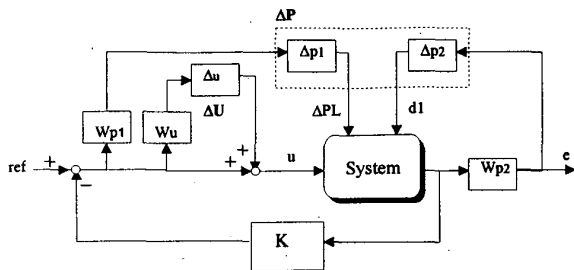 ΔP
Δp1
Δp2
Δu
ΔU
ΔPL
d1
Wp1
Wu
+
+
+
u
System
ref
+
−
Wp2
e
K